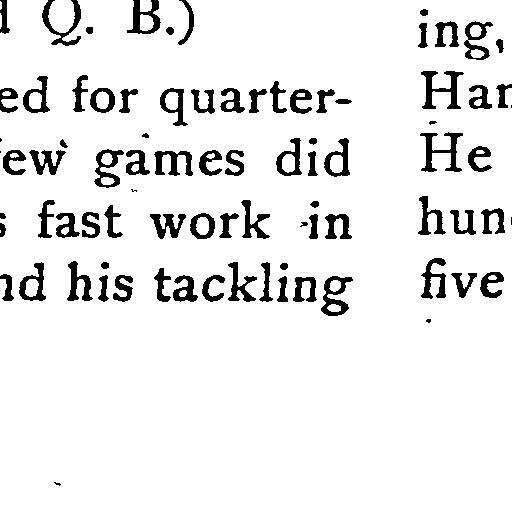 Q. B.)
ed for quarter-
few games did
s fast work in
nd his tackling
ing,
Han
He
hun
five